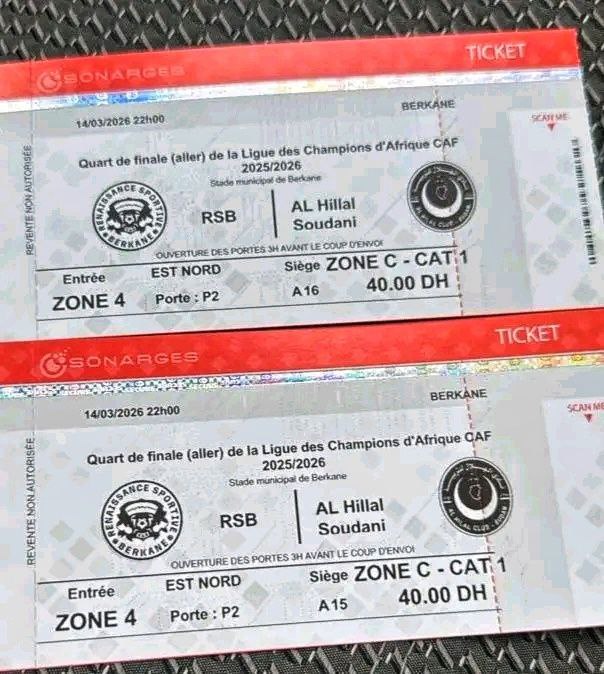 SONARGES
TICKET
14/03/2026 22h00
BERKANE
SCAN ME
REVENTE NON AUTORISÉE
Quart de finale (aller) de la Ligue des Champions d'Afrique CAF
2025/2026
Stade municipal de Berkane
RENAISSANCE SPORTIVE
BERKANE
RSB
AL Hillal
Soudani
OUVERTURE DES PORTES 3H AVANT LE COUP D'ENVOI
Entrée
EST NORD
Siège ZONE C - CAT 1
ZONE 4
Porte : P2
A16
40.00 DH
SONARGES
TICKET
14/03/2026 22h00
BERKANE
SCAN ME
REVENTE NON AUTORISÉE
Quart de finale (aller) de la Ligue des Champions d'Afrique CAF
2025/2026
Stade municipal de Berkane
RENAISSANCE SPORTIVE
BERKANE
RSB
AL Hillal
Soudani
AL HILAL CLUB - SUDAN
OUVERTURE DES PORTES 3H AVANT LE COUP D'ENVOI
Entrée
EST NORD
Siège ZONE C - CAT 1
ZONE 4
Porte : P2
A15
40.00 DH